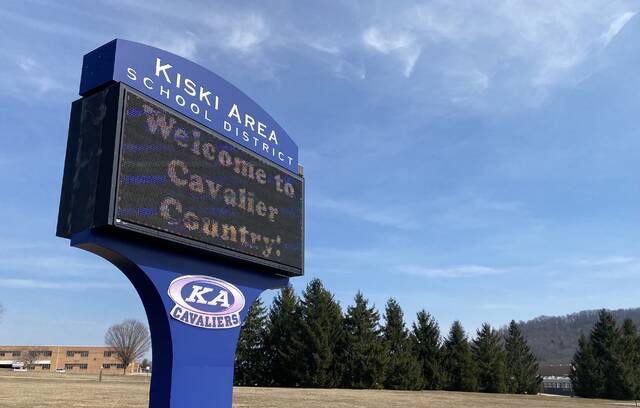 KISKI AREA
SCHOOL DISTRICT
Welcome to
Cavalier
Country!
KA
CAVALIERS